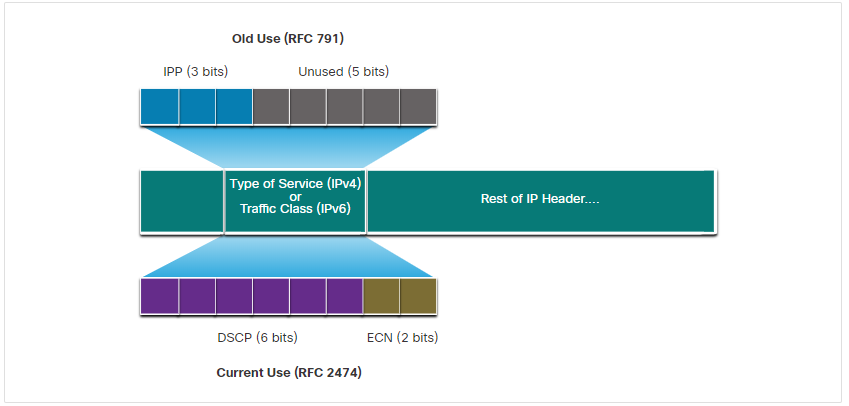 Old Use (RFC 791)
IPP (3 bits)
Unused (5 bits)
Type of Service (IPv4)
or
Traffic Class (IPv6)
Rest of IP Header....
DSCP (6 bits)
ECN (2 bits)
Current Use (RFC 2474)